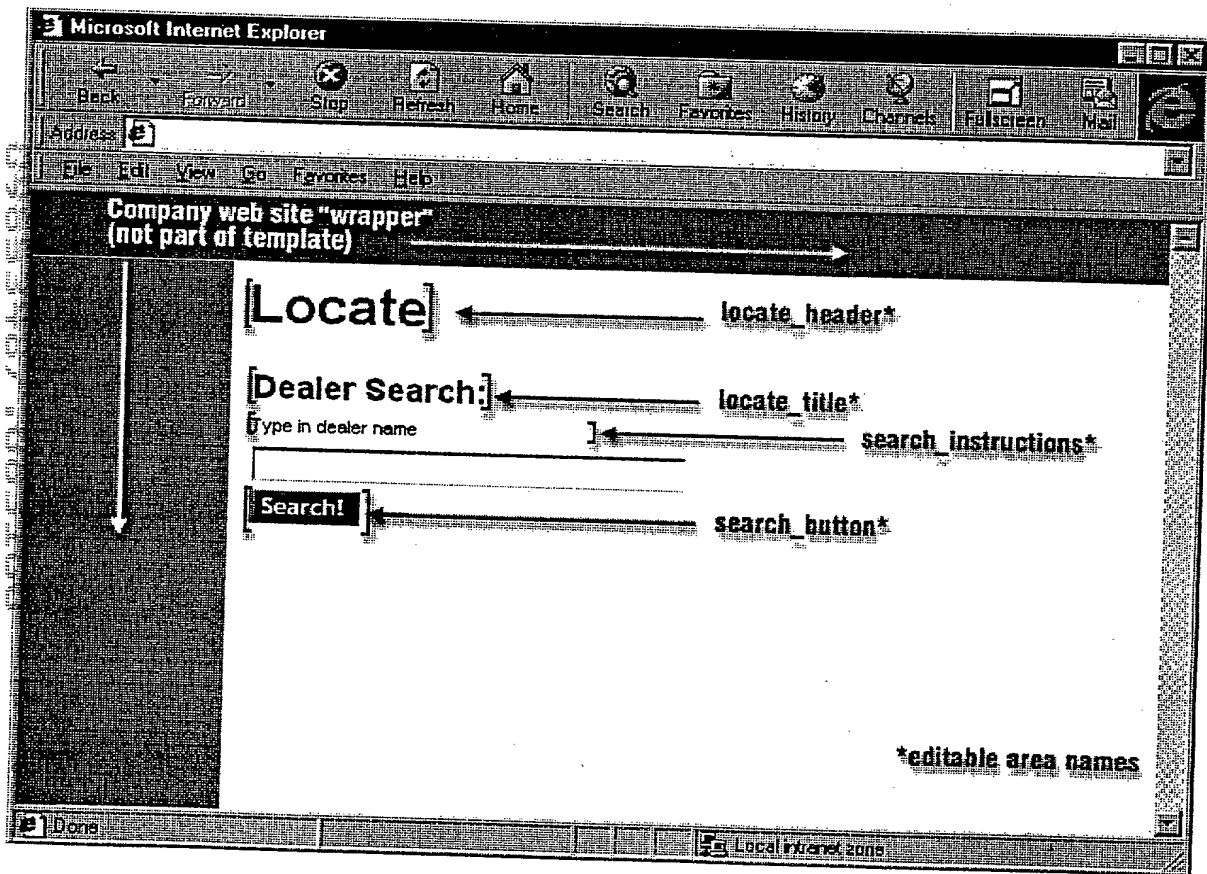 Microsoft Internet Explorer
Back Forward Stop Refresh Home Search Favorites History Channels Fullscreen Mail
Address
File Edit View Go Favorites Help
Company web site "wrapper"
(not part of template)
[Locate] locate_header*
[Dealer Search:] locate_title*
[Type in dealer name ] search_instructions*
[Search!] search_button*
*editable area names
Done Local intranet zone